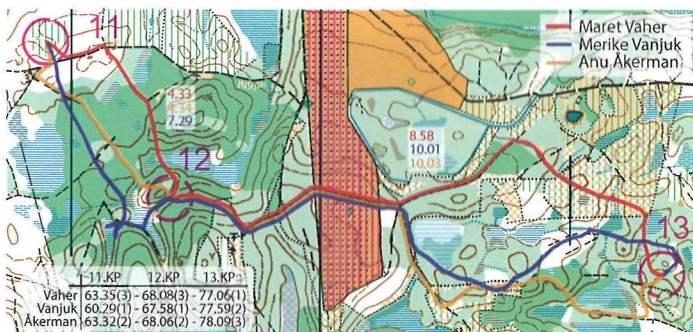 11
Maret Vaher
Merike Vanjuk
Anu Åkerman
4.33
4.34
7.29
8.58
10.01
10.03
12
13
11.KP 12.KP 13.KP
Vaher 63.35(3) - 68.08(3) - 77.06(1)
Vanjuk 60.29(1) - 67.58(1) - 77.59(2)
Åkerman 63.32(2) - 68.06(2) - 78.09(3)